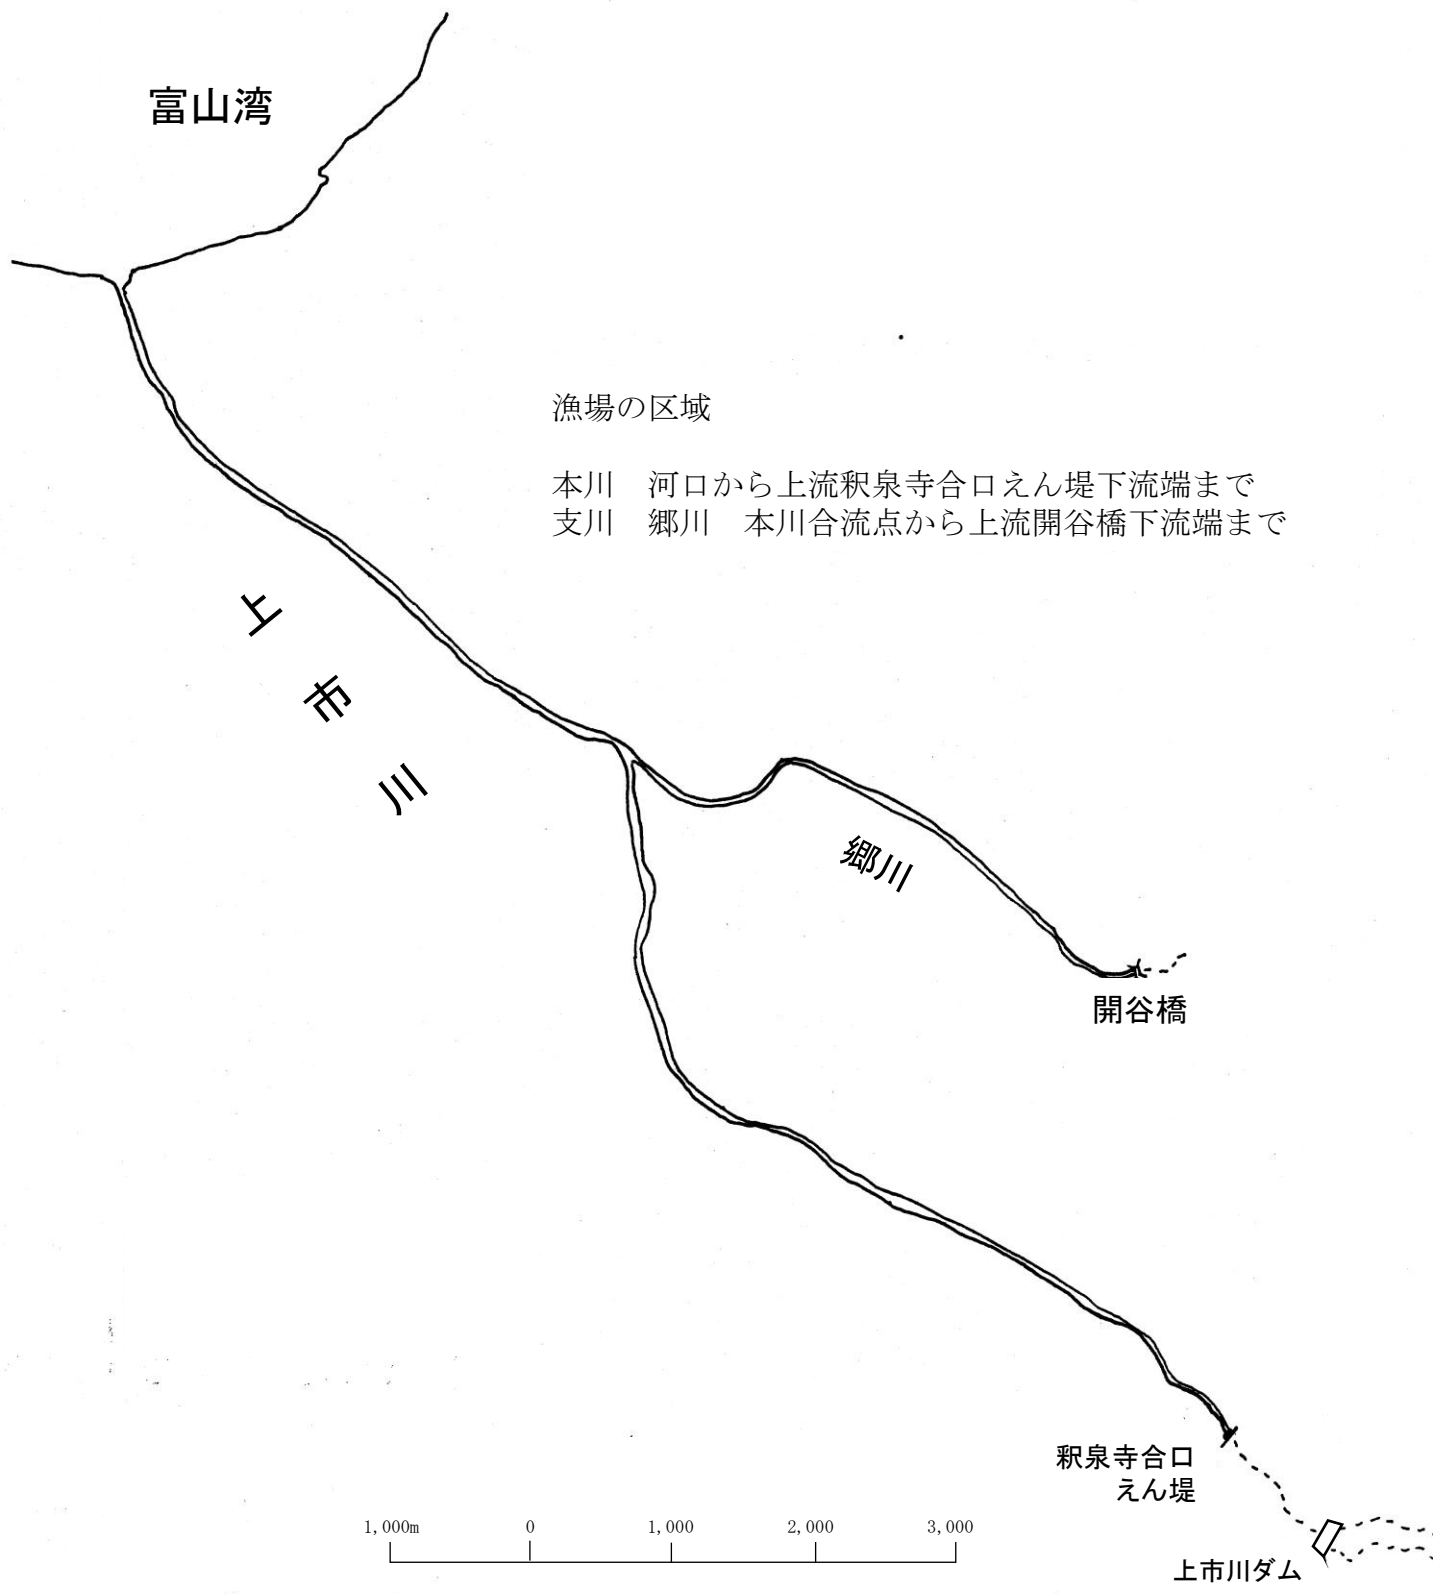 富山湾
漁場の区域
本川　河口から上流釈泉寺合口えん堤下流端まで
支川　郷川　本川合流点から上流開谷橋下流端まで
上市川
郷川
開谷橋
釈泉寺合口
えん堤
1,000m 0 1,000 2,000 3,000
上市川ダム